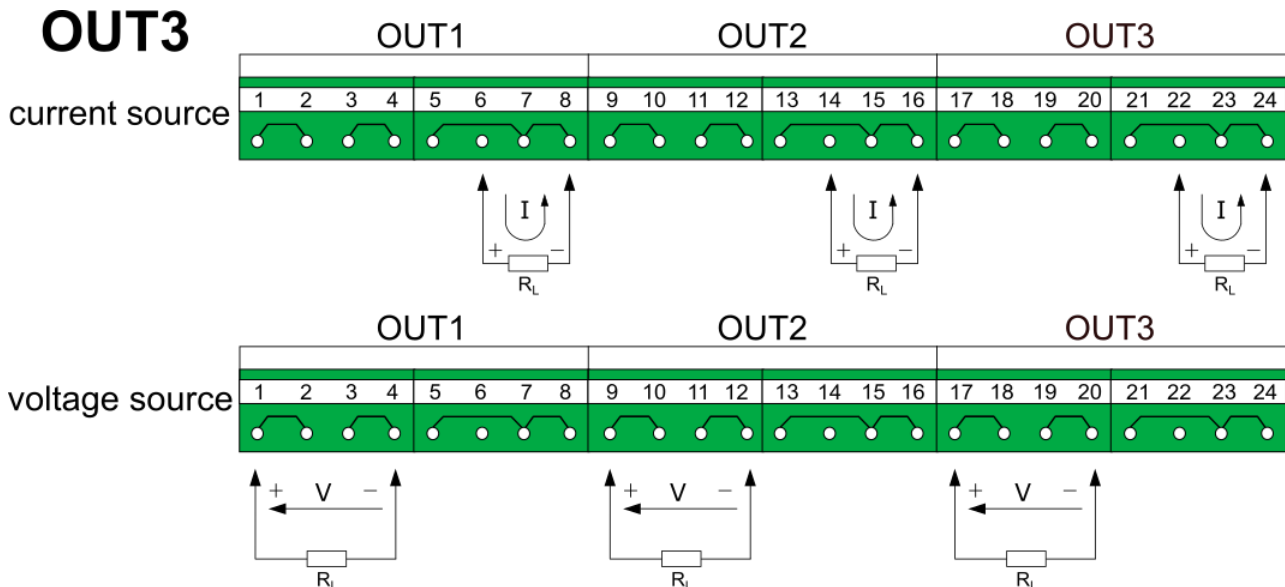 OUT3
OUT1 OUT2 OUT3
current source
1 2 3 4 5 6 7 8 9 10 11 12 13 14 15 16 17 18 19 20 21 22 23 24
I I I
+ − + − + −
RL RL RL
OUT1 OUT2 OUT3
voltage source
1 2 3 4 5 6 7 8 9 10 11 12 13 14 15 16 17 18 19 20 21 22 23 24
+ V − + V − + V −
RL RL RL